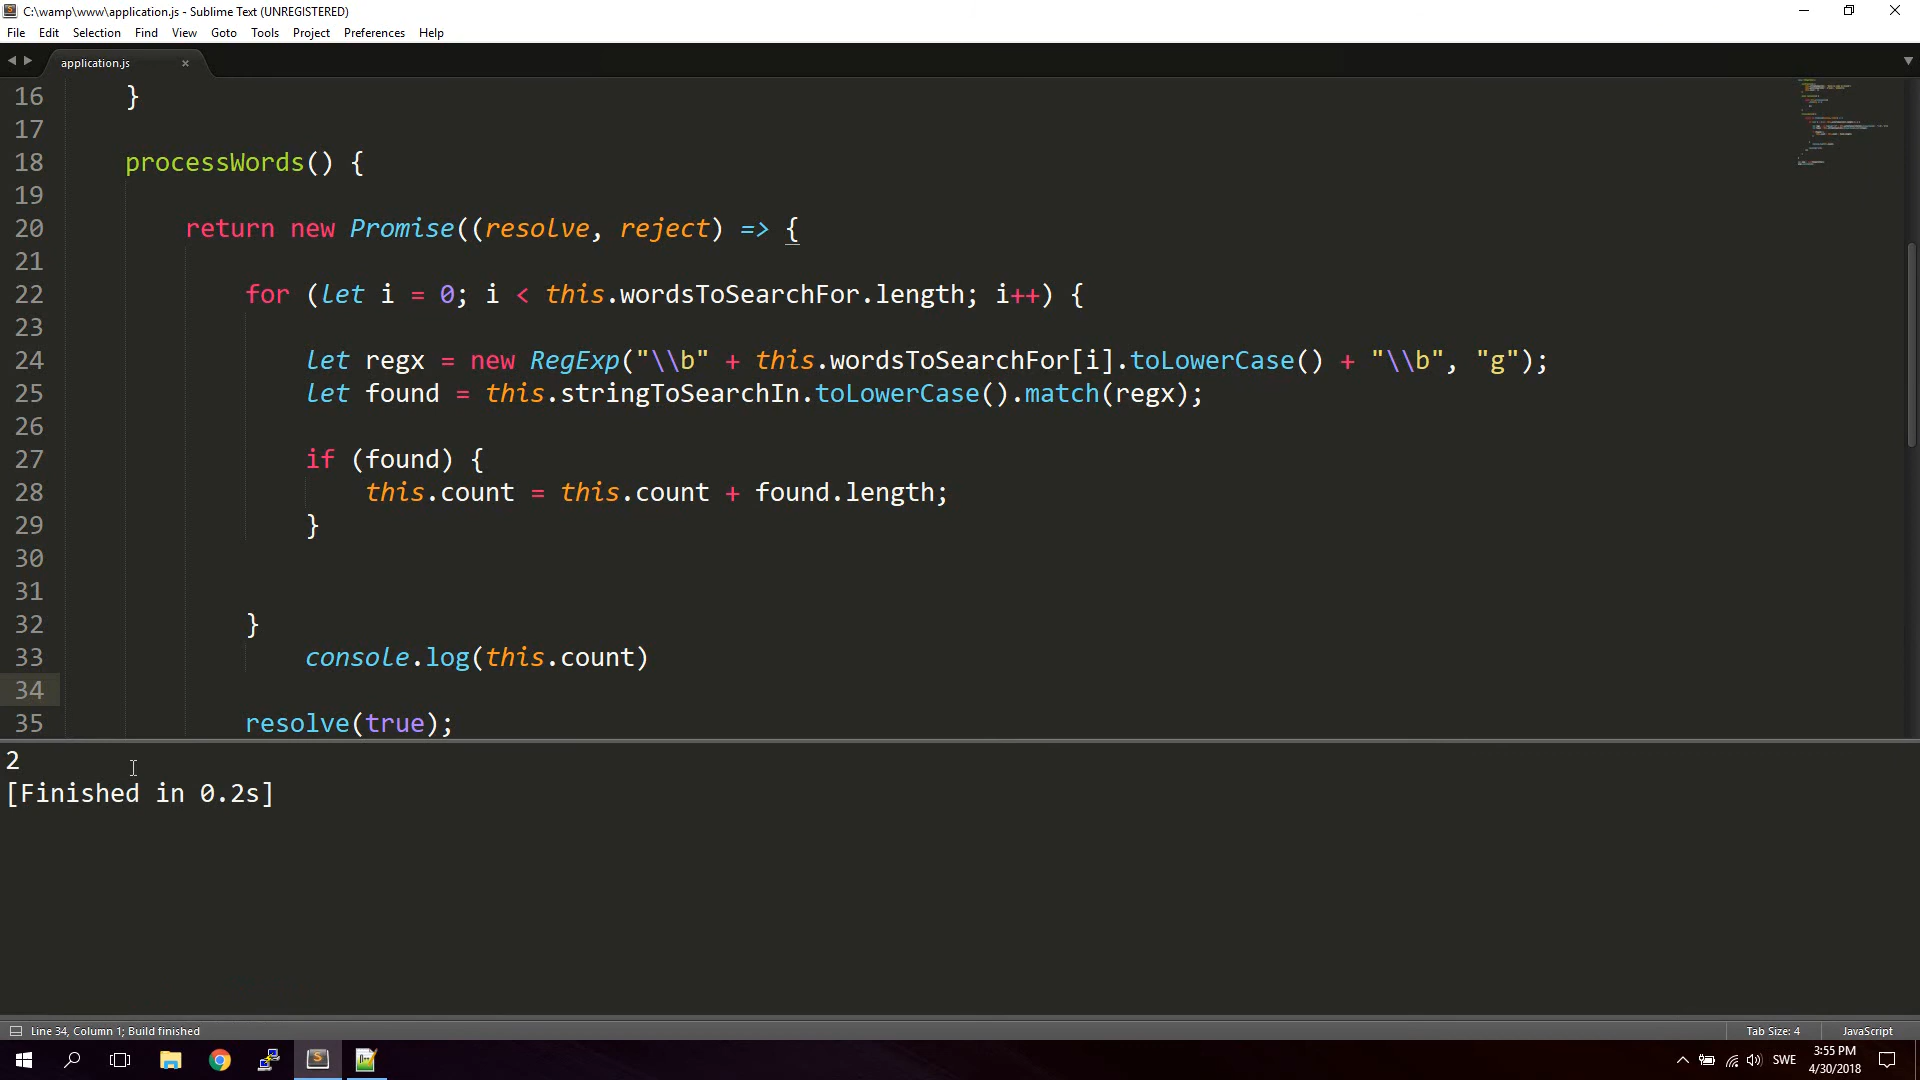 C:\wamp\www\application.js - Sublime Text (UNREGISTERED)
File Edit Selection Find View Goto Tools Project Preferences Help
application.js
16 }
17
18 processWords() {
19
20 return new Promise((resolve, reject) => {
21
22 for (let i = 0; i < this.wordsToSearchFor.length; i++) {
23
24 let regx = new RegExp("\\b" + this.wordsToSearchFor[i].toLowerCase() + "\\b", "g");
25 let found = this.stringToSearchIn.toLowerCase().match(regx);
26
27 if (found) {
28 this.count = this.count + found.length;
29 }
30
31
32 }
33 console.log(this.count)
34
35 resolve(true);
2
[Finished in 0.2s]
Line 34, Column 1; Build finished
Tab Size: 4 JavaScript
SWE
3:55 PM
4/30/2018